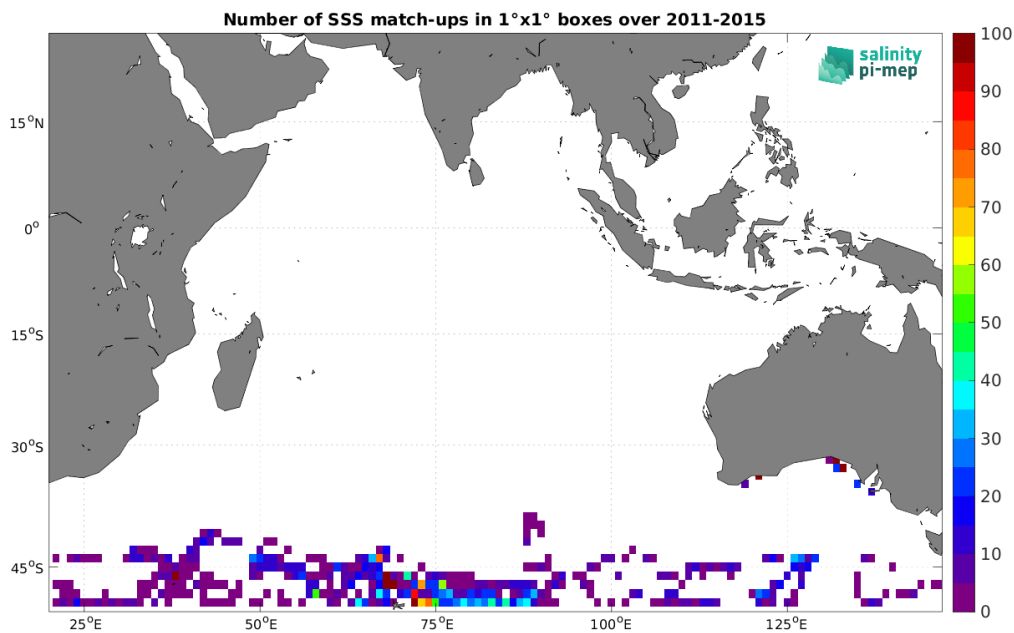 Number of SSS match-ups in 1°x1° boxes over 2011-2015
salinity
pi-mep
15°N
0°
15°S
30°S
45°S
25°E
50°E
75°E
100°E
125°E
100
90
80
70
60
50
40
30
20
10
0